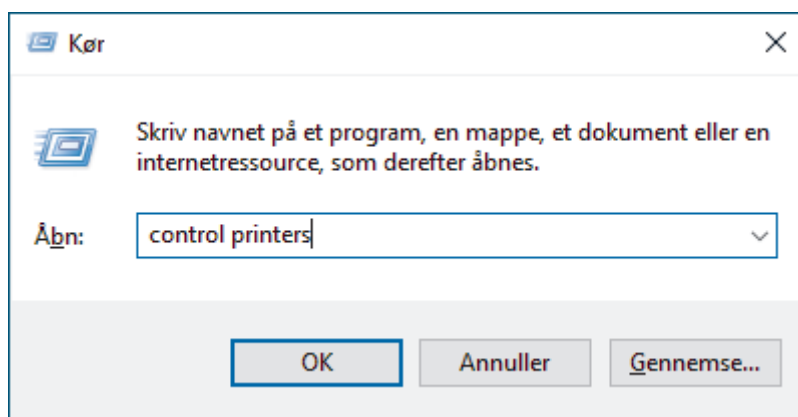 Kør
Skriv navnet på et program, en mappe, et dokument eller en
internetressource, som derefter åbnes.
Åbn: control printers
OK Annuller Gennemse...